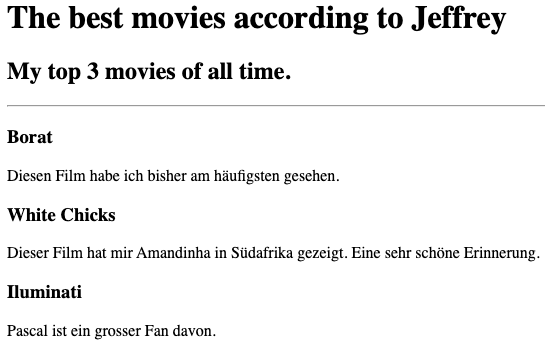 The best movies according to Jeffrey
My top 3 movies of all time.
Borat
Diesen Film habe ich bisher am häufigsten gesehen.
White Chicks
Dieser Film hat mir Amandinha in Südafrika gezeigt. Eine sehr schöne Erinnerung.
Iluminati
Pascal ist ein grosser Fan davon.